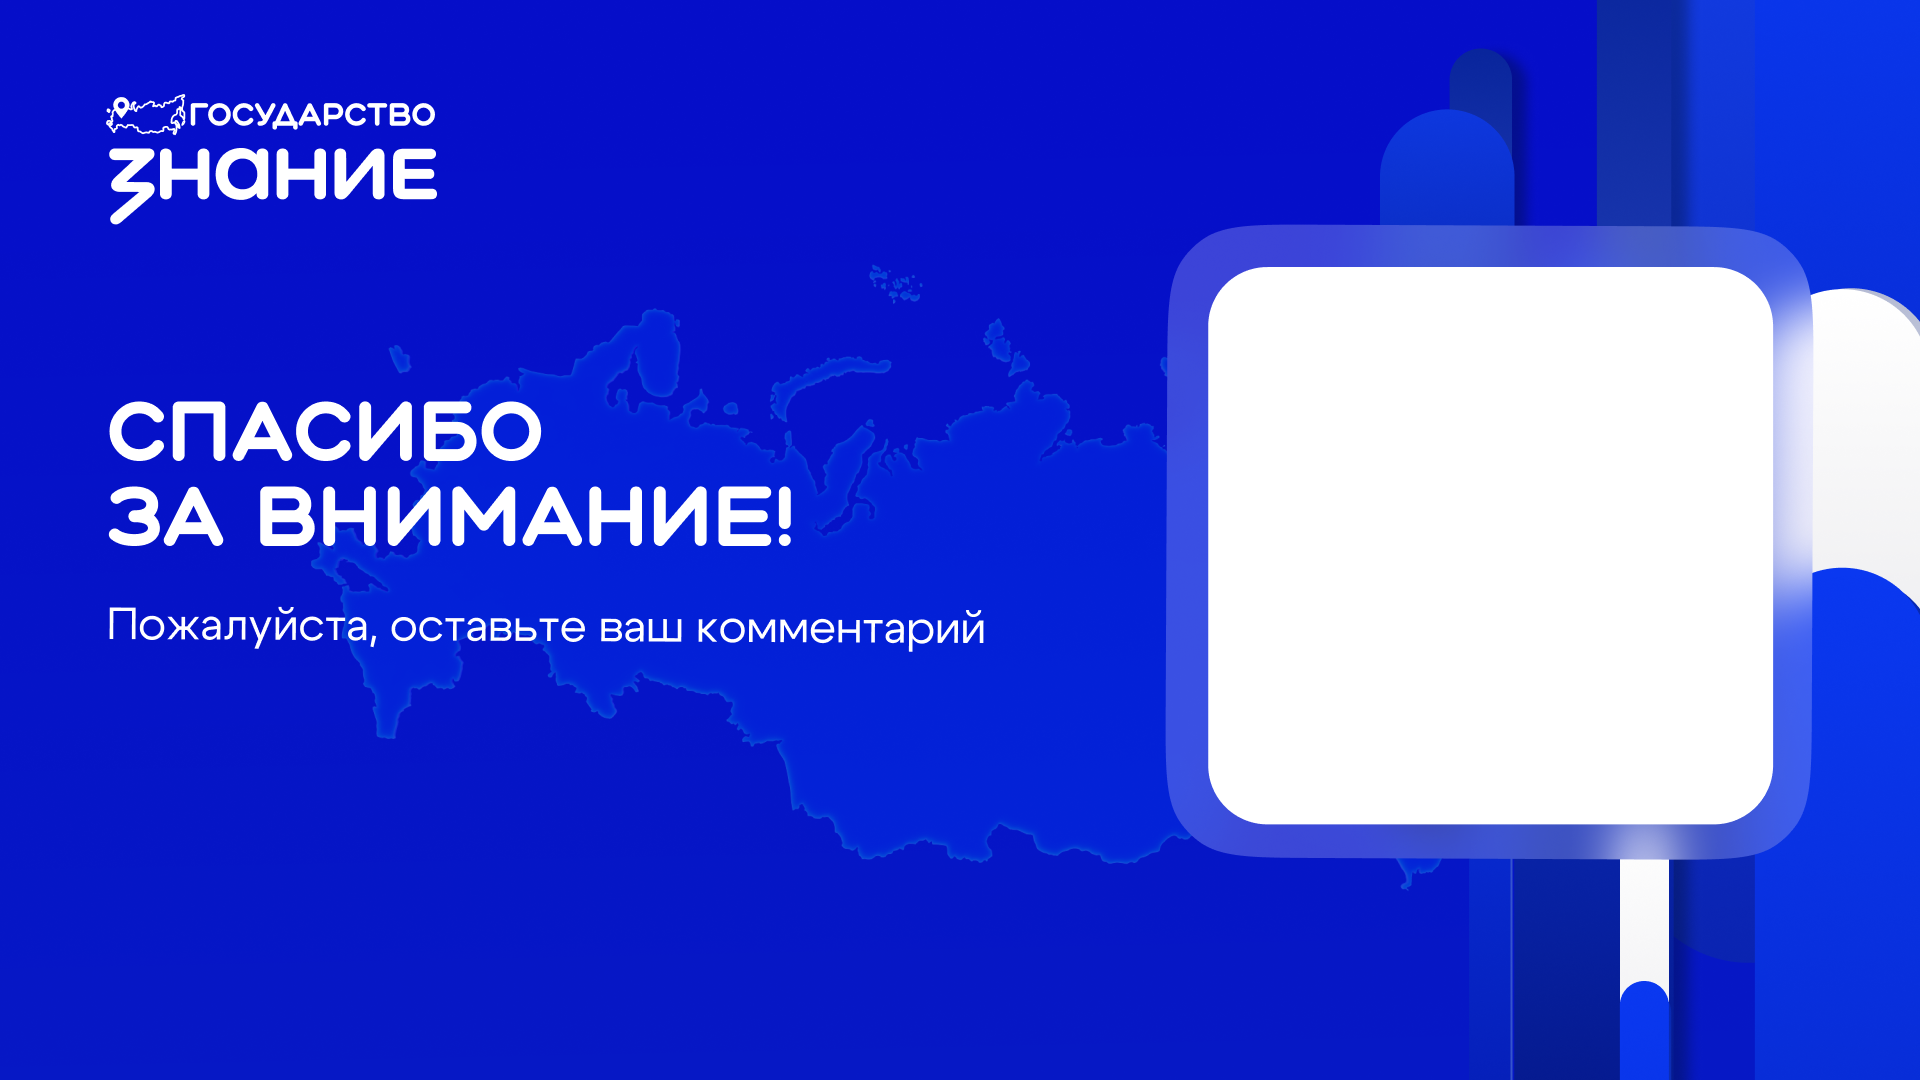 ГОСУДАРСТВО
ЗНАНИЕ
СПАСИБО
ЗА ВНИМАНИЕ!
Пожалуйста, оставьте ваш комментарий